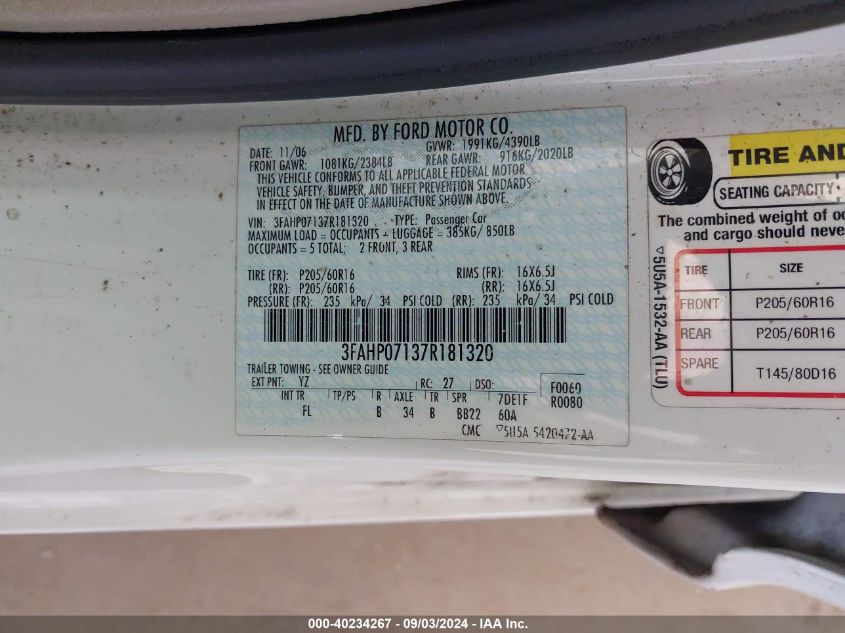 MFD. BY FORD MOTOR CO.
DATE: 11/06 GVWR: 1991KG/4390LB
FRONT GAWR: 1081KG/2384LB REAR GAWR: 916KG/2020LB
THIS VEHICLE CONFORMS TO ALL APPLICABLE FEDERAL MOTOR
VEHICLE SAFETY, BUMPER, AND THEFT PREVENTION STANDARDS
IN EFFECT ON THE DATE OF MANUFACTURE SHOWN ABOVE.
VIN: 3FAHP07137R181320 TYPE: Passenger Car
MAXIMUM LOAD = OCCUPANTS + LUGGAGE = 385KG/ 850LB
OCCUPANTS = 5 TOTAL; 2 FRONT, 3 REAR
TIRE (FR): P205/60R16 RIMS (FR): 16X6.5J
(RR): P205/60R16 (RR): 16X6.5J
PRESSURE (FR): 235 kPa/ 34 PSI COLD (RR): 235 kPa/ 34 PSI COLD
3FAHP07137R181320
TRAILER TOWING - SEE OWNER GUIDE
EXT PNT: YZ RC: 27 DSO: F0060
R0080
INT TR TP/PS R AXLE TR SPR 7DE1F
FL B 34 B BB22 60A
CMC ▽5U5A 5420472-AA
TIRE AND
SEATING CAPACITY
The combined weight of oc
and cargo should never
TIRE SIZE
FRONT P205/60R16
REAR P205/60R16
SPARE T145/80D16
▽5U5A-1532-AA (TLU)
000-40234267 - 09/03/2024 - IAA Inc.